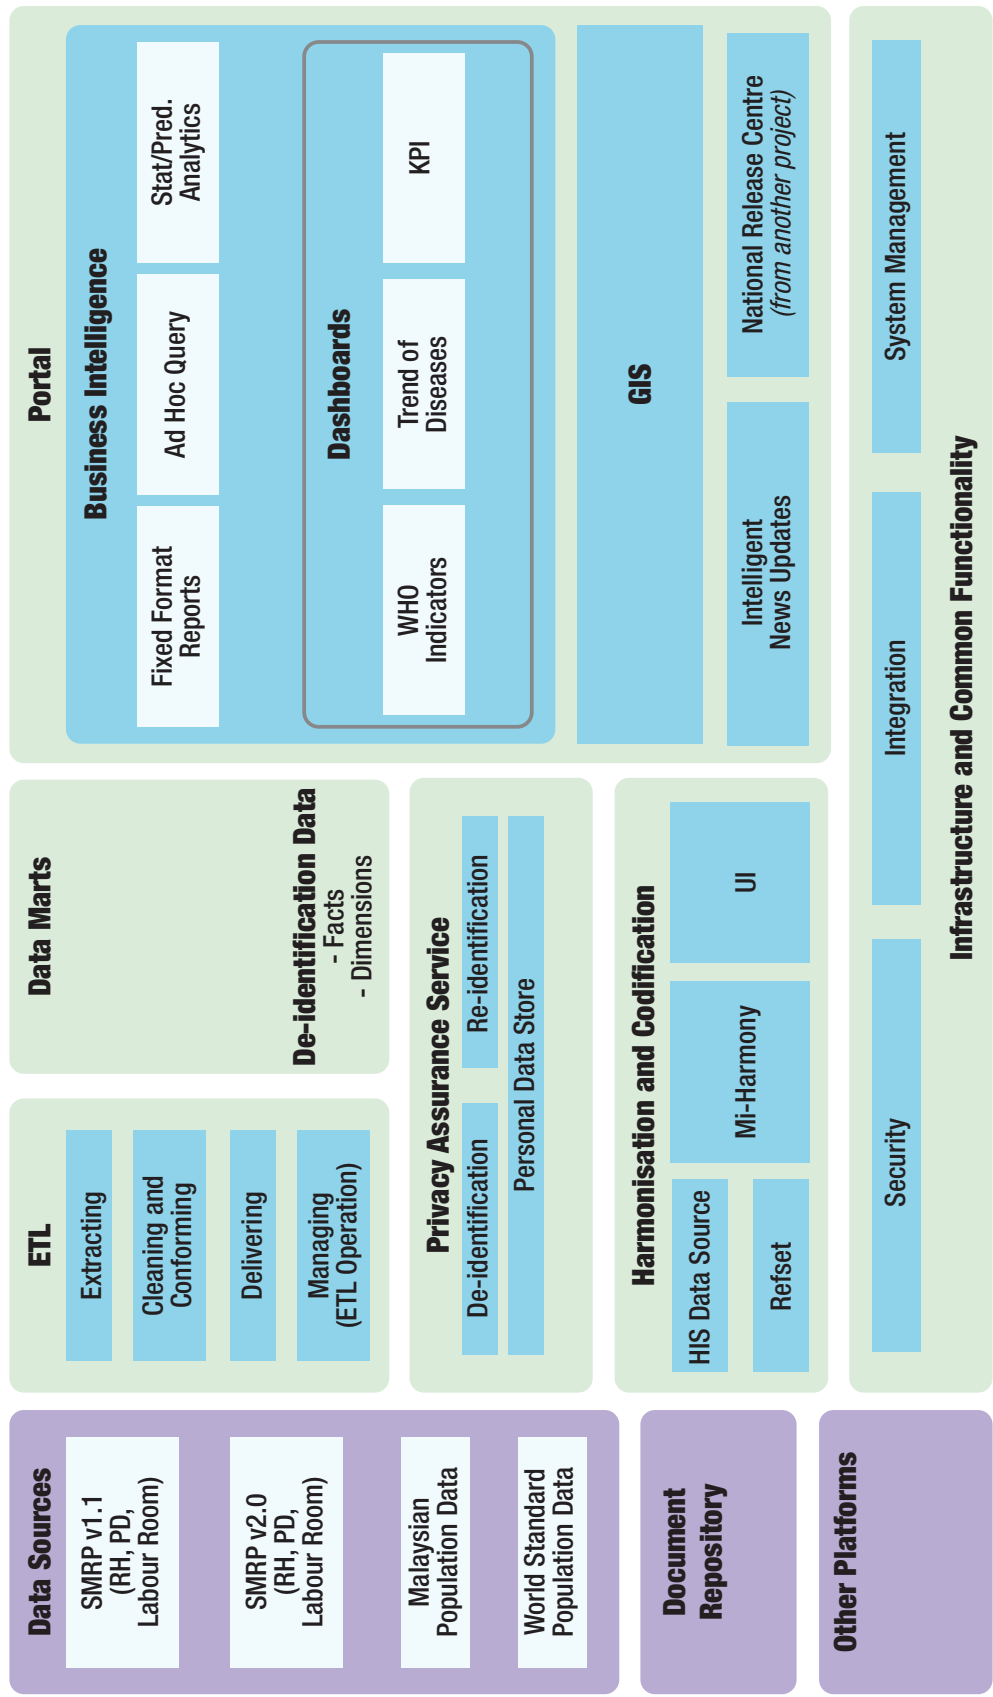 Data Sources
SMRP v1.1
(RH, PD,
Labour Room)
SMRP v2.0
(RH, PD,
Labour Room)
Malaysian
Population Data
World Standard
Population Data
Document
Repository
Other Platforms
ETL
Extracting
Cleaning and
Conforming
Delivering
Managing
(ETL Operation)
Data Marts
De-identification Data
- Facts
- Dimensions
Privacy Assurance Service
De-identification
Re-identification
Personal Data Store
Harmonisation and Codification
HIS Data Source
Refset
Mi-Harmony
UI
Portal
Business Intelligence
Fixed Format
Reports
Ad Hoc Query
Stat/Pred.
Analytics
Dashboards
WHO
Indicators
Trend of
Diseases
KPI
GIS
Intelligent
News Updates
National Release Centre
(from another project)
Security
Integration
System Management
Infrastructure and Common Functionality